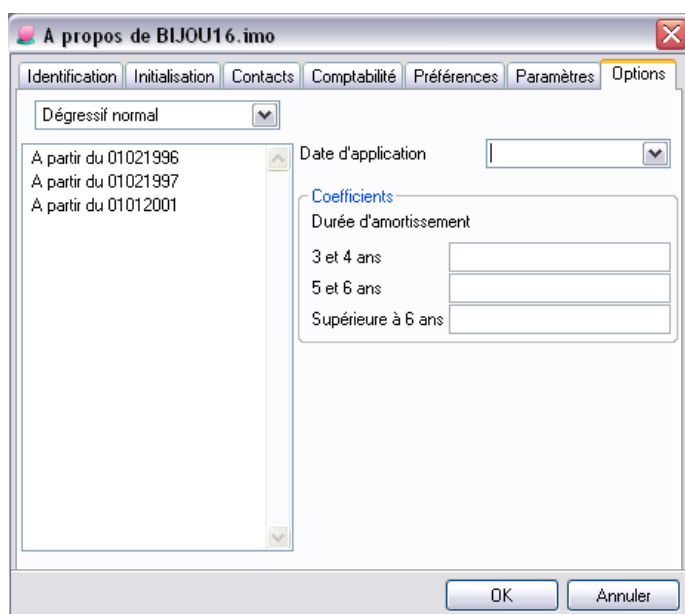 A propos de BIJOU16.imo
Identification Initialisation Contacts Comptabilité Préférences Paramètres Options
Dégressif normal
A partir du 01021996
A partir du 01021997
A partir du 01012001
Date d'application
Coefficients
Durée d'amortissement
3 et 4 ans
5 et 6 ans
Supérieure à 6 ans
OK Annuler